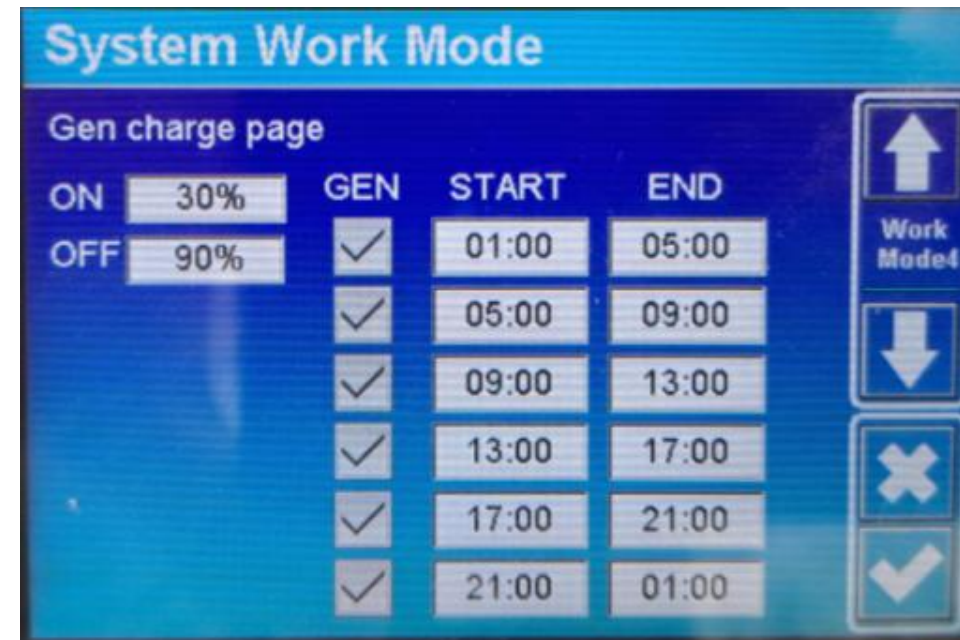 System Work Mode
Gen charge page
ON 30%
OFF 90%
GEN START END
01:00 05:00
05:00 09:00
09:00 13:00
13:00 17:00
17:00 21:00
21:00 01:00
Work
Mode4